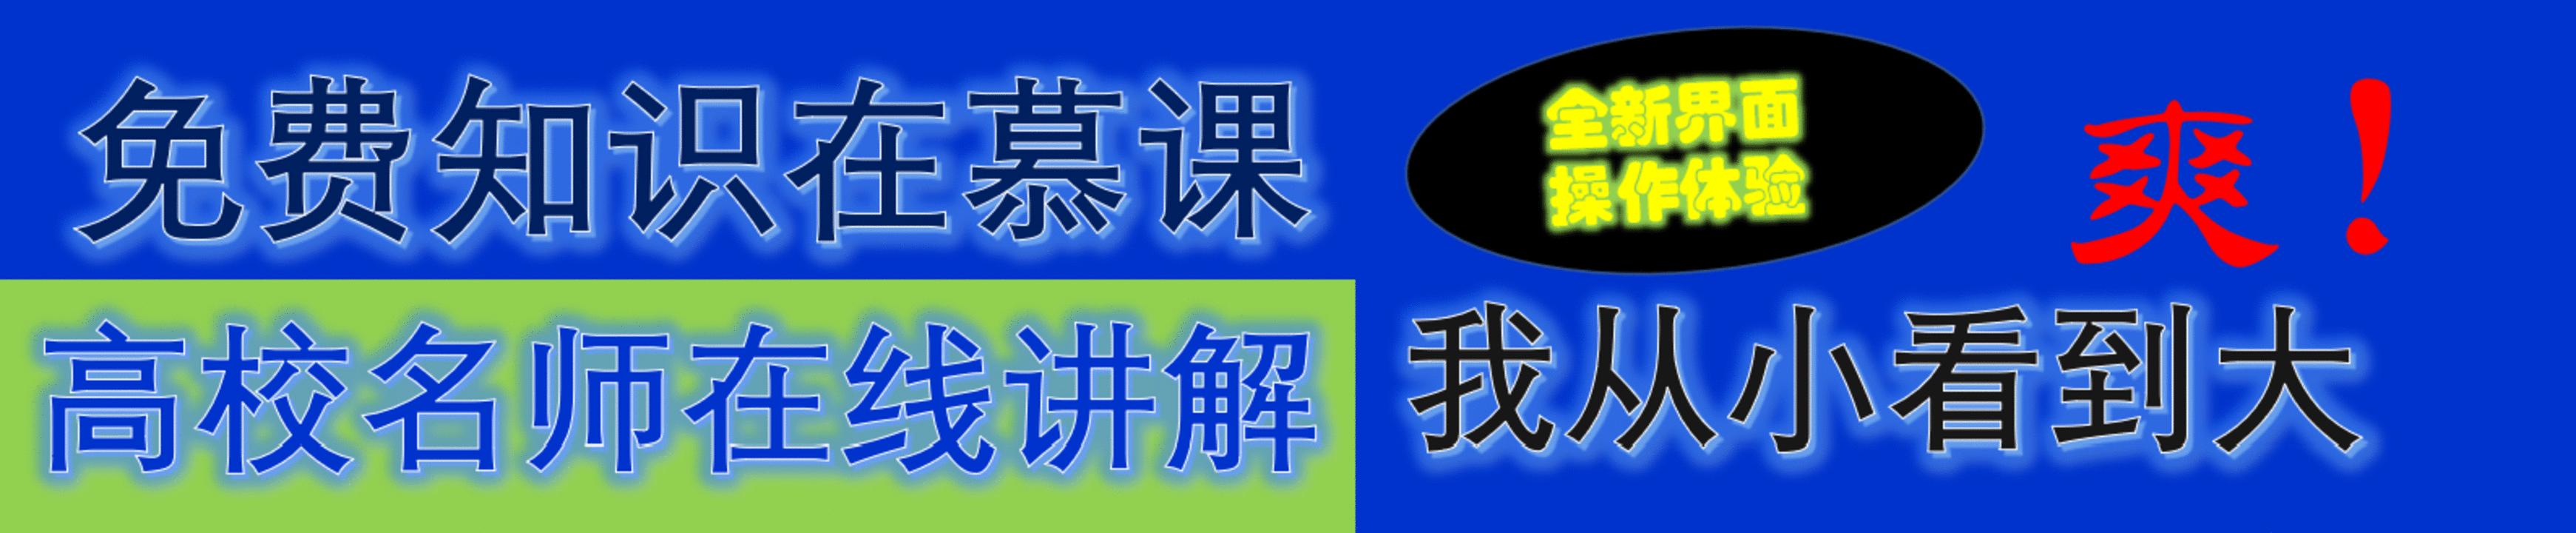 免费知识在慕课
全新界面
操作体验
爽！
高校名师在线讲解
我从小看到大